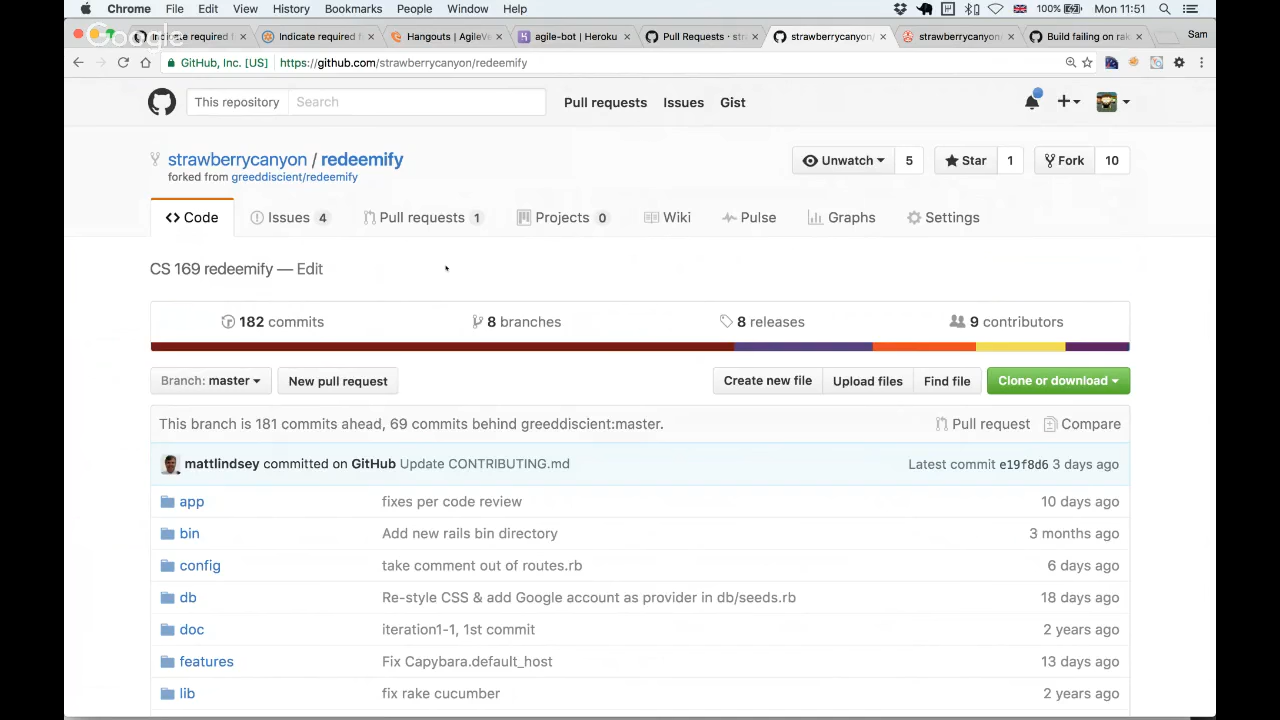 Chrome File Edit View History Bookmarks People Window Help 100% Mon 11:51
Google
Indicate required f × Indicate required f × Hangouts | AgileVe × agile-bot | Heroku × Pull Requests · str × strawberrycanyon/ × strawberrycanyon × Build failing on rak × Sam
GitHub, Inc. [US] https://github.com/strawberrycanyon/redeemify
This repository Search Pull requests Issues Gist
strawberrycanyon / redeemify Unwatch 5 Star 1 Fork 10
forked from greeddiscient/redeemify
Code Issues 4 Pull requests 1 Projects 0 Wiki Pulse Graphs Settings
CS 169 redeemify — Edit
182 commits 8 branches 8 releases 9 contributors
Branch: master New pull request Create new file Upload files Find file Clone or download
This branch is 181 commits ahead, 69 commits behind greeddiscient:master. Pull request Compare
mattlindsey committed on GitHub Update CONTRIBUTING.md Latest commit e19f8d6 3 days ago
app fixes per code review 10 days ago
bin Add new rails bin directory 3 months ago
config take comment out of routes.rb 6 days ago
db Re-style CSS & add Google account as provider in db/seeds.rb 18 days ago
doc iteration1-1, 1st commit 2 years ago
features Fix Capybara.default_host 13 days ago
lib fix rake cucumber 2 years ago